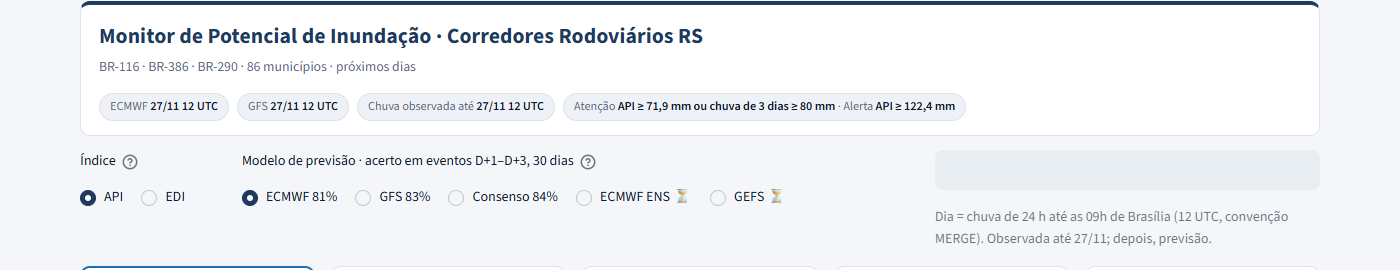 Monitor de Potencial de Inundação · Corredores Rodoviários RS
BR-116 · BR-386 · BR-290 · 86 municípios · próximos dias
ECMWF 27/11 12 UTC GFS 27/11 12 UTC Chuva observada até 27/11 12 UTC Atenção API ≥ 71,9 mm ou chuva de 3 dias ≥ 80 mm · Alerta API ≥ 122,4 mm
Índice ?
API EDI
Modelo de previsão · acerto em eventos D+1–D+3, 30 dias ?
ECMWF 81% GFS 83% Consenso 84% ECMWF ENS ⏳ GEFS ⏳
Dia = chuva de 24 h até as 09h de Brasília (12 UTC, convenção
MERGE). Observada até 27/11; depois, previsão.